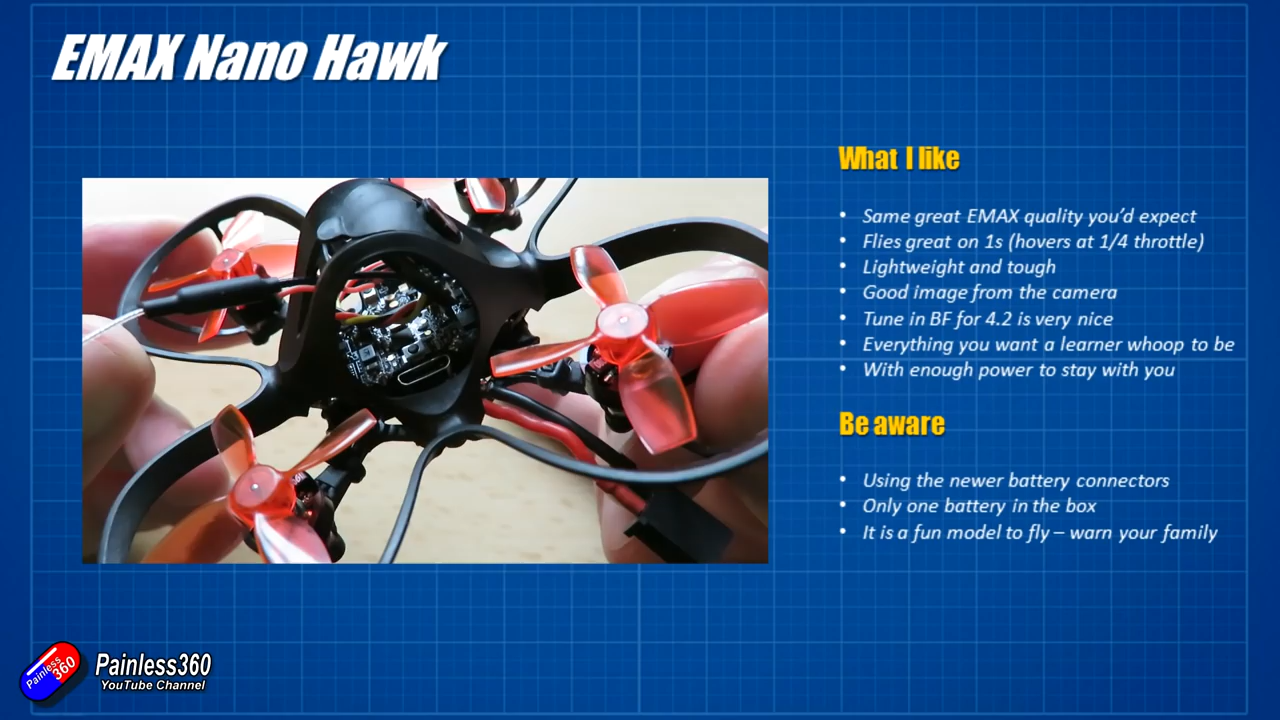 EMAX Nano Hawk
What I like
• Same great EMAX quality you'd expect
• Flies great on 1s (hovers at 1/4 throttle)
• Lightweight and tough
• Good image from the camera
• Tune in BF for 4.2 is very nice
• Everything you want a learner whoop to be
• With enough power to stay with you
Be aware
• Using the newer battery connectors
• Only one battery in the box
• It is a fun model to fly – warn your family
Painless
360
Painless360
YouTube Channel